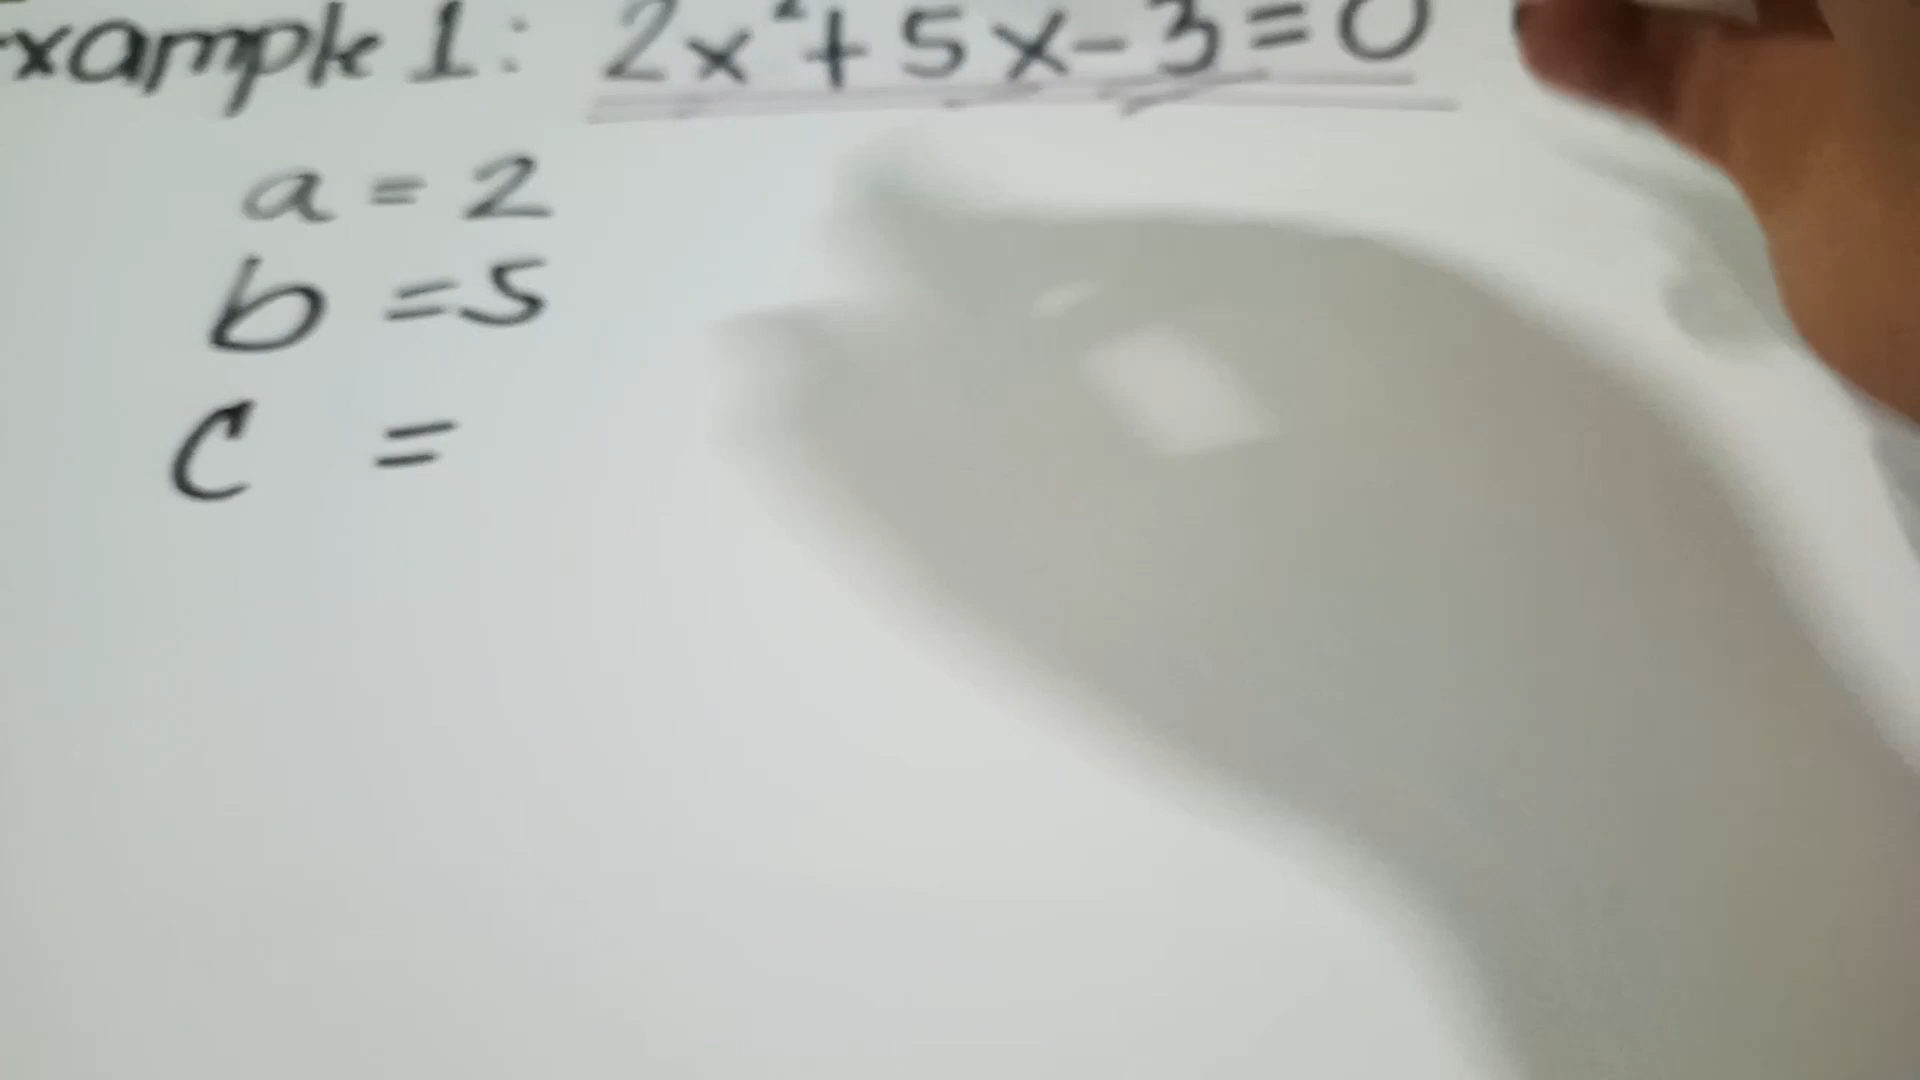 xample 1: 2x²+5x-3=0
a = 2
b = 5
c =